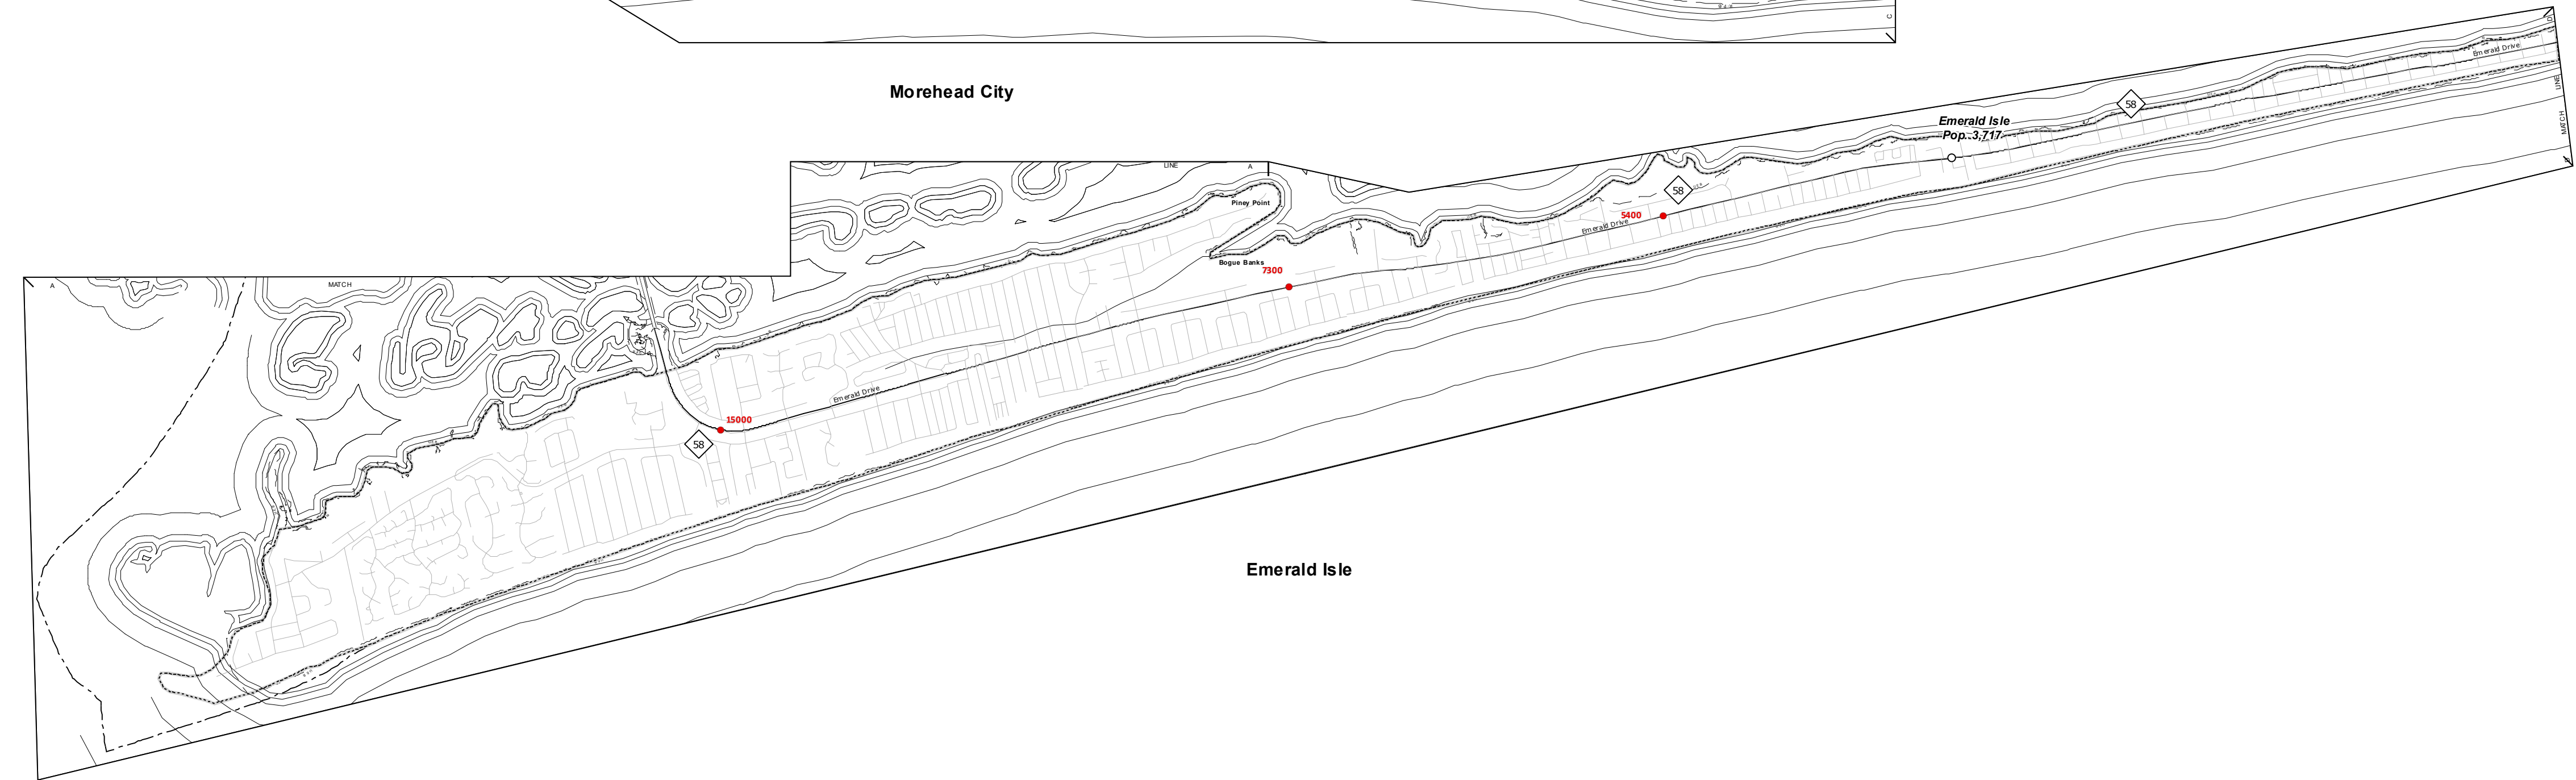 C
Morehead City
D
Emerald Drive
LINE
MATCH
58
Emerald Isle
Pop. 3,717
LINE
A
58
Piney Point
5400
Emerald Drive
Bogue Banks
7300
A
MATCH
Emerald Drive
15000
58
Emerald Isle